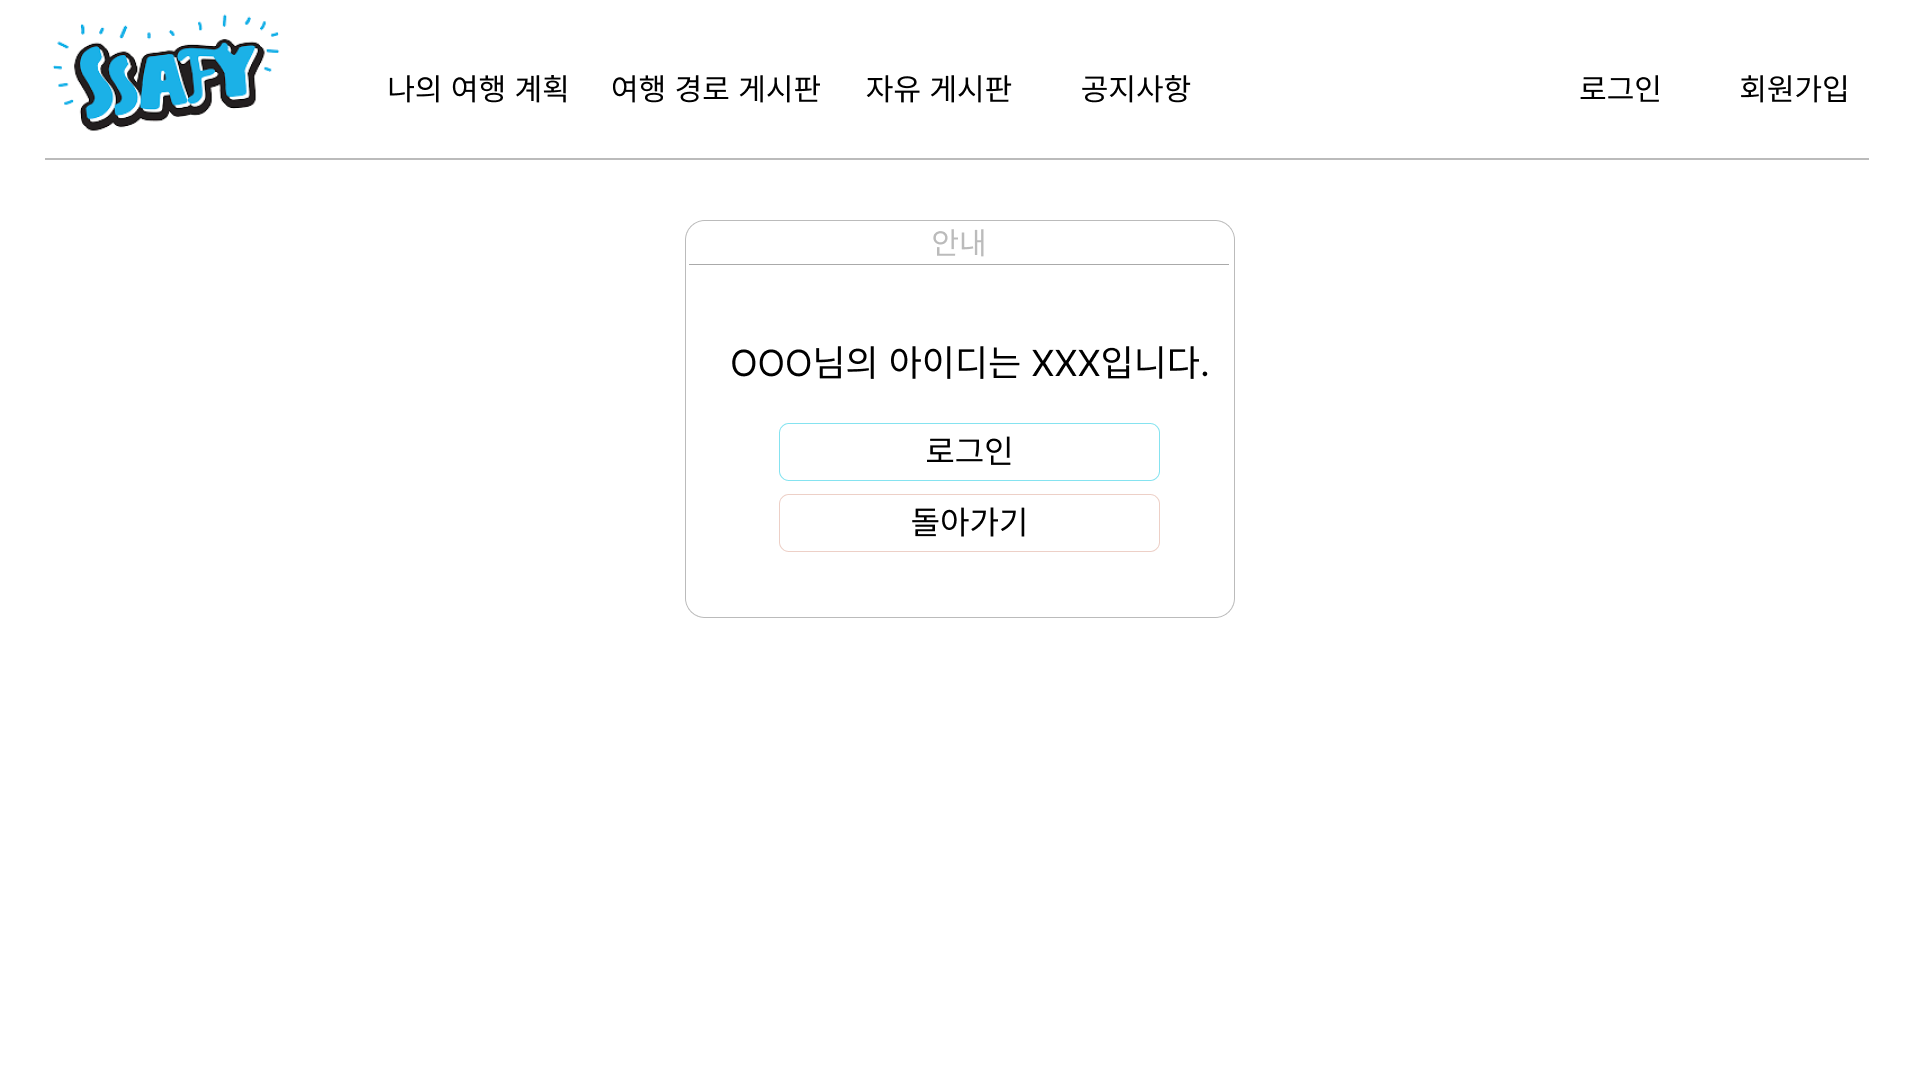 SSAFY
나의 여행 계획 여행 경로 게시판 자유 게시판 공지사항 로그인 회원가입
안내
OOO님의 아이디는 XXX입니다.
로그인
돌아가기